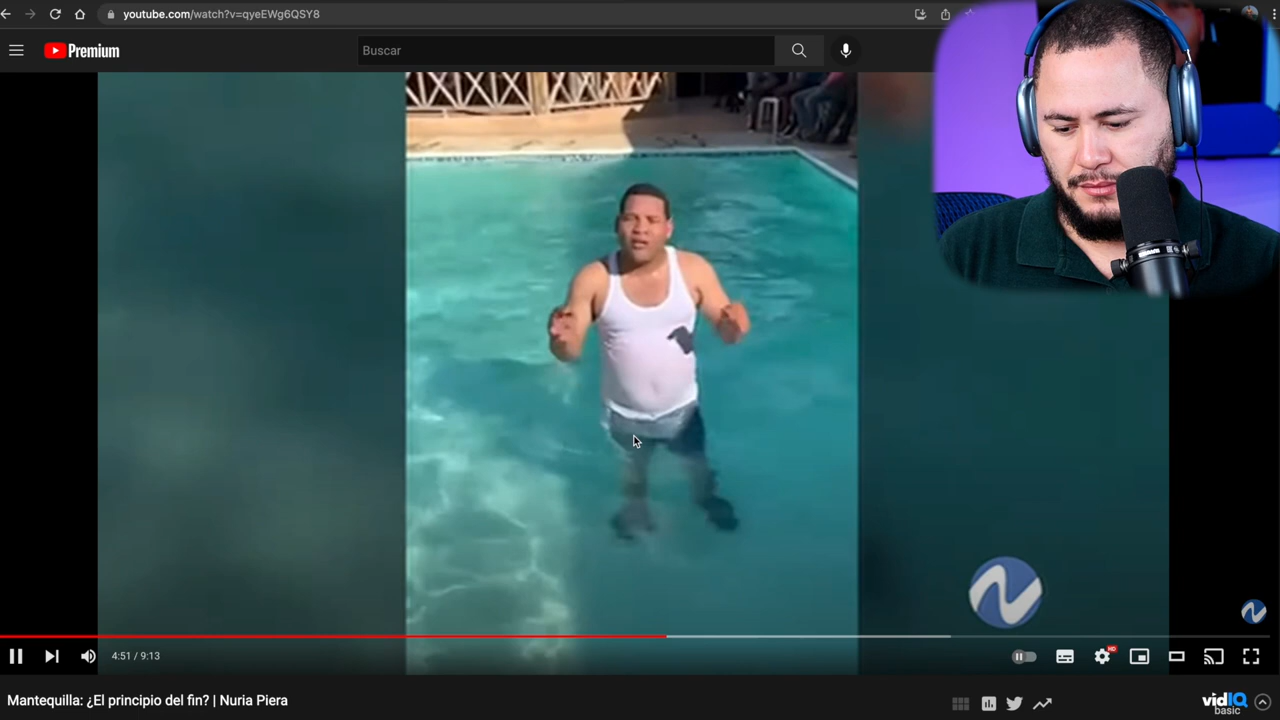 youtube.com/watch?v=qyeEWg6QSY8
Premium
Buscar
4:51 / 9:13
HD
Mantequilla: ¿El principio del fin? | Nuria Piera
vidIQ
basic